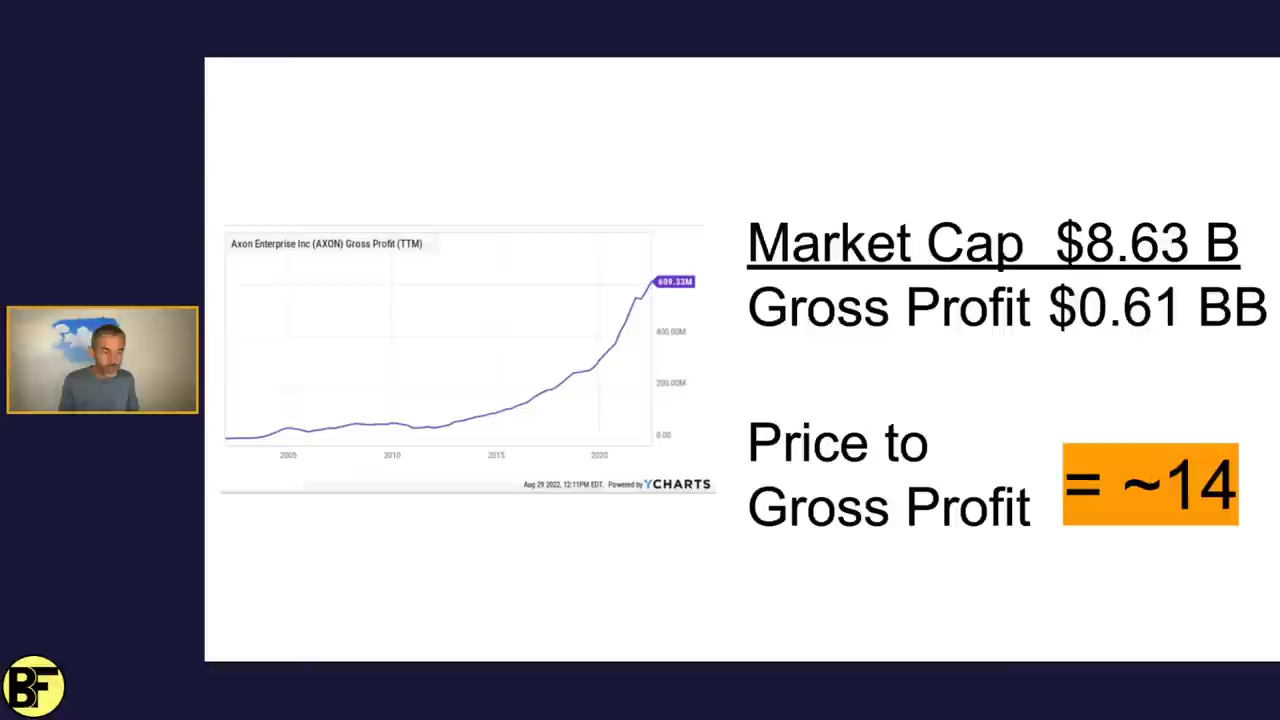 Axon Enterprise Inc (AXON) Gross Profit (TTM)
609.33M
400.00M
200.00M
0.00
2005 2010 2015 2020
Aug 29 2022, 12:11PM EDT. Powered by YCHARTS
Market Cap $8.63 B
Gross Profit $0.61 BB
Price to
Gross Profit
= ~14
BF